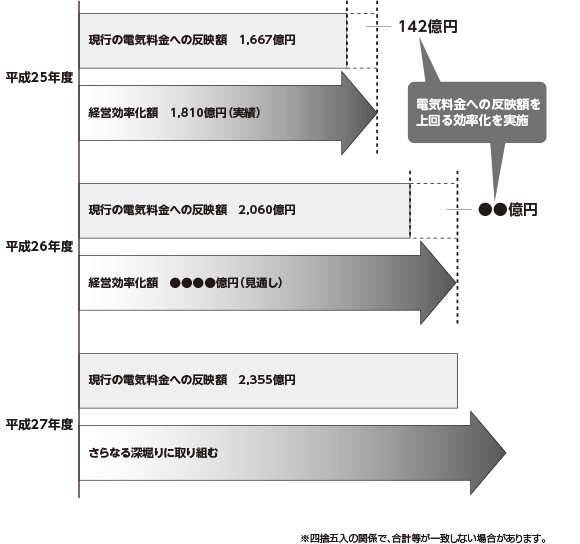 現行の電気料金への反映額 1,667億円
142億円
平成25年度
電気料金への反映額を
上回る効率化を実施
経営効率化額 1,810億円(実績)
現行の電気料金への反映額 2,060億円
●●億円
平成26年度
経営効率化額 ●●●●億円(見通し)
現行の電気料金への反映額 2,355億円
平成27年度
さらなる深堀りに取り組む
※四捨五入の関係で、合計等が一致しない場合があります。